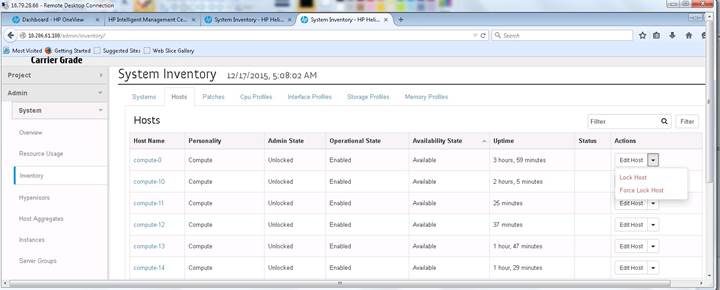 16.79.28.66 - Remote Desktop Connection
Dashboard - HP OneView
HP Intelligent Management Ce...
System Inventory - HP Heli...
System Inventory - HP Heli...
/admin/inventory/
Search
Most Visited Getting Started Suggested Sites Web Slice Gallery
Carrier Grade
Project
Admin
System
Overview
Resource Usage
Inventory
Hypervisors
Host Aggregates
Instances
Server Groups
System Inventory 12/17/2015, 5:08:02 AM
Systems Hosts Patches Cpu Profiles Interface Profiles Storage Profiles Memory Profiles
Hosts
Filter
Filter
Host Name Personality Admin State Operational State Availability State Uptime Status Actions
compute-0 Compute Unlocked Enabled Available 3 hours, 59 minutes Edit Host
Lock Host
Force Lock Host
compute-10 Compute Unlocked Enabled Available 2 hours, 5 minutes
compute-11 Compute Unlocked Enabled Available 25 minutes Edit Host
compute-12 Compute Unlocked Enabled Available 37 minutes Edit Host
compute-13 Compute Unlocked Enabled Available 1 hour, 47 minutes Edit Host
compute-14 Compute Unlocked Enabled Available 1 hour, 29 minutes Edit Host